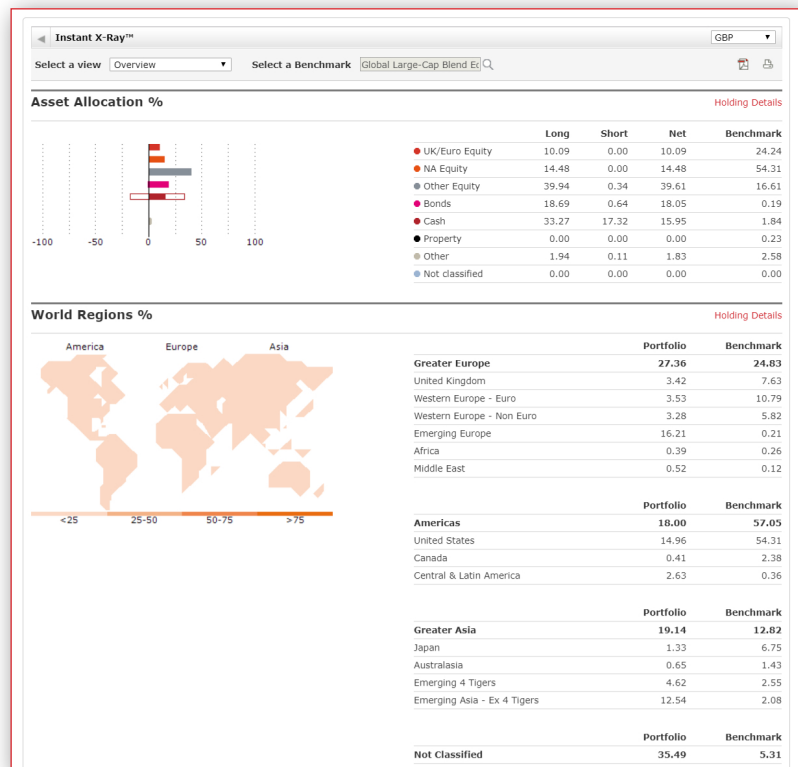 Instant X-Ray™ GBP
Select a view Overview Select a Benchmark Global Large-Cap Blend Ec
Asset Allocation % Holding Details
Long Short Net Benchmark
UK/Euro Equity 10.09 0.00 10.09 24.24
NA Equity 14.48 0.00 14.48 54.31
Other Equity 39.94 0.34 39.61 16.61
Bonds 18.69 0.64 18.05 0.19
Cash 33.27 17.32 15.95 1.84
Property 0.00 0.00 0.00 0.23
Other 1.94 0.11 1.83 2.58
Not classified 0.00 0.00 0.00 0.00
-100 -50 0 50 100
World Regions % Holding Details
America Europe Asia
<25 25-50 50-75 >75
Portfolio Benchmark
Greater Europe 27.36 24.83
United Kingdom 3.42 7.63
Western Europe - Euro 3.53 10.79
Western Europe - Non Euro 3.28 5.82
Emerging Europe 16.21 0.21
Africa 0.39 0.26
Middle East 0.52 0.12
Portfolio Benchmark
Americas 18.00 57.05
United States 14.96 54.31
Canada 0.41 2.38
Central & Latin America 2.63 0.36
Portfolio Benchmark
Greater Asia 19.14 12.82
Japan 1.33 6.75
Australasia 0.65 1.43
Emerging 4 Tigers 4.62 2.55
Emerging Asia - Ex 4 Tigers 12.54 2.08
Portfolio Benchmark
Not Classified 35.49 5.31